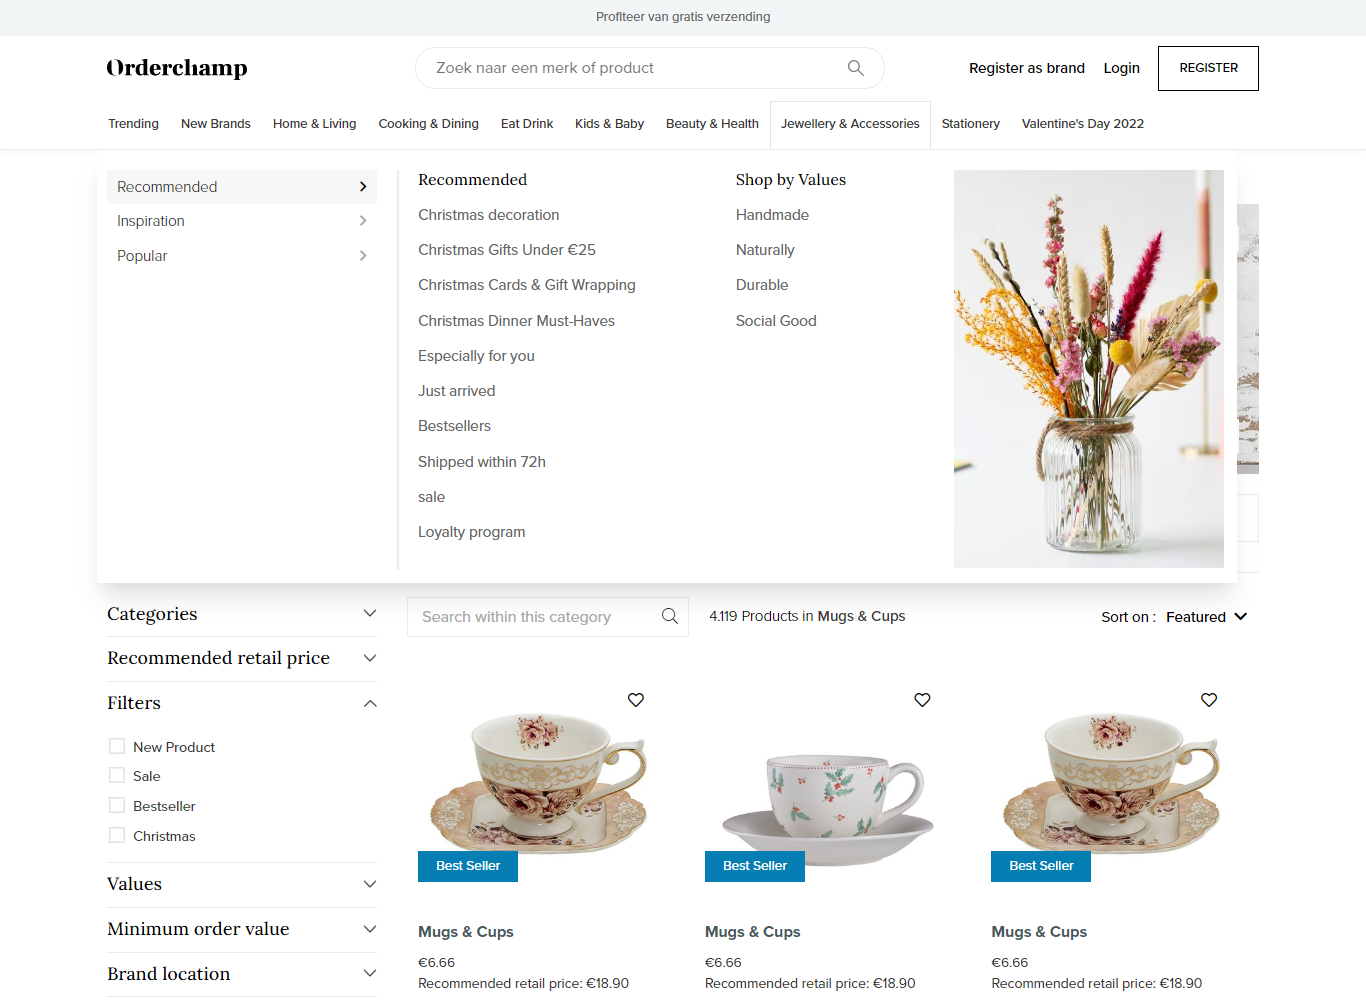 Profiteer van gratis verzending
Orderchamp
Zoek naar een merk of product
Register as brand
Login
REGISTER
Trending
New Brands
Home & Living
Cooking & Dining
Eat Drink
Kids & Baby
Beauty & Health
Jewellery & Accessories
Stationery
Valentine's Day 2022
Recommended
Inspiration
Popular
Recommended
Christmas decoration
Christmas Gifts Under €25
Christmas Cards & Gift Wrapping
Christmas Dinner Must-Haves
Especially for you
Just arrived
Bestsellers
Shipped within 72h
sale
Loyalty program
Shop by Values
Handmade
Naturally
Durable
Social Good
Categories
Recommended retail price
Filters
New Product
Sale
Bestseller
Christmas
Values
Minimum order value
Brand location
Search within this category
4.119 Products in Mugs & Cups
Sort on : Featured
Best Seller
Mugs & Cups
€6.66
Recommended retail price: €18.90
Best Seller
Mugs & Cups
€6.66
Recommended retail price: €18.90
Best Seller
Mugs & Cups
€6.66
Recommended retail price: €18.90